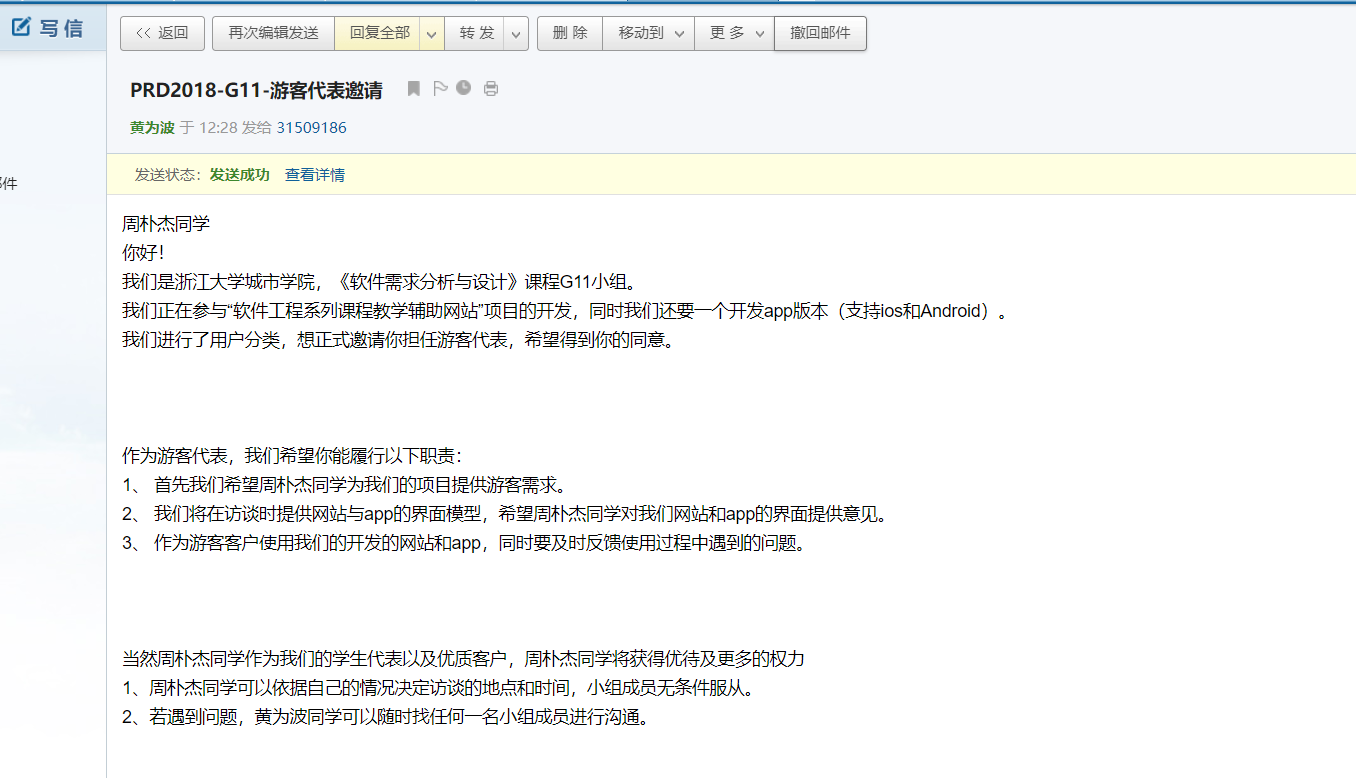 写信
<< 返回
再次编辑发送
回复全部
转 发
删 除
移动到
更 多
撤回邮件
PRD2018-G11-游客代表邀请
黄为波 于 12:28 发给 31509186
件
发送状态：发送成功 查看详情
周朴杰同学
你好！
我们是浙江大学城市学院，《软件需求分析与设计》课程G11小组。
我们正在参与“软件工程系列课程教学辅助网站”项目的开发，同时我们还要一个开发app版本（支持ios和Android）。
我们进行了用户分类，想正式邀请你担任游客代表，希望得到你的同意。
作为游客代表，我们希望你能履行以下职责：
1、 首先我们希望周朴杰同学为我们的项目提供游客需求。
2、 我们将在访谈时提供网站与app的界面模型，希望周朴杰同学对我们网站和app的界面提供意见。
3、 作为游客客户使用我们的开发的网站和app，同时要及时反馈使用过程中遇到的问题。
当然周朴杰同学作为我们的学生代表以及优质客户，周朴杰同学将获得优待及更多的权力
1、周朴杰同学可以依据自己的情况决定访谈的地点和时间，小组成员无条件服从。
2、若遇到问题，黄为波同学可以随时找任何一名小组成员进行沟通。